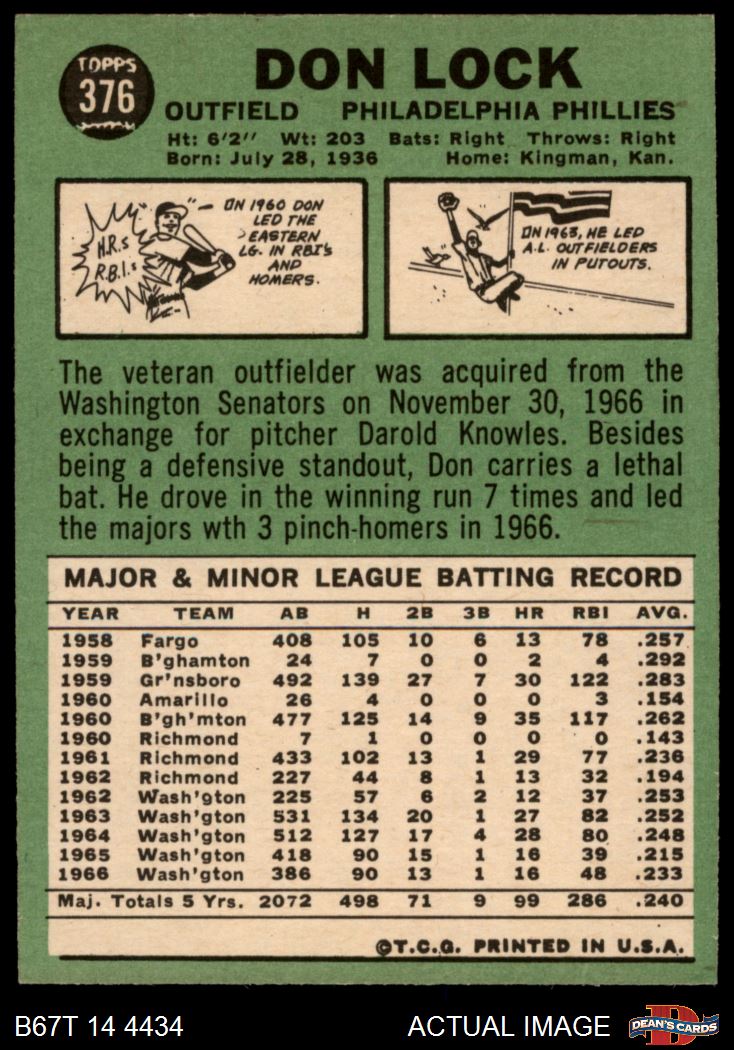 TOPPS
376
DON LOCK
OUTFIELD PHILADELPHIA PHILLIES
Ht: 6'2" Wt: 203 Bats: Right Throws: Right
Born: July 28, 1936 Home: Kingman, Kan.
H.R.s
R.B.I.s
ON 1960 DON
LED THE
EASTERN
LG. IN RBI's
AND
HOMERS.
ON 1963, HE LED
A.L. OUTFIELDERS
IN PUTOUTS.
The veteran outfielder was acquired from the
Washington Senators on November 30, 1966 in
exchange for pitcher Darold Knowles. Besides
being a defensive standout, Don carries a lethal
bat. He drove in the winning run 7 times and led
the majors wth 3 pinch-homers in 1966.
MAJOR & MINOR LEAGUE BATTING RECORD
YEAR TEAM AB H 2B 3B HR RBI AVG.
1958 Fargo 408 105 10 6 13 78 .257
1959 B'ghamton 24 7 0 0 2 4 .292
1959 Gr'nsboro 492 139 27 7 30 122 .283
1960 Amarillo 26 4 0 0 0 3 .154
1960 B'gh'mton 477 125 14 9 35 117 .262
1960 Richmond 7 1 0 0 0 0 .143
1961 Richmond 433 102 13 1 29 77 .236
1962 Richmond 227 44 8 1 13 32 .194
1962 Wash'gton 225 57 6 2 12 37 .253
1963 Wash'gton 531 134 20 1 27 82 .252
1964 Wash'gton 512 127 17 4 28 80 .248
1965 Wash'gton 418 90 15 1 16 39 .215
1966 Wash'gton 386 90 13 1 16 48 .233
Maj. Totals 5 Yrs. 2072 498 71 9 99 286 .240
©T.C.G. PRINTED IN U.S.A.
B67T 14 4434 ACTUAL IMAGE
DEAN'S CARDS